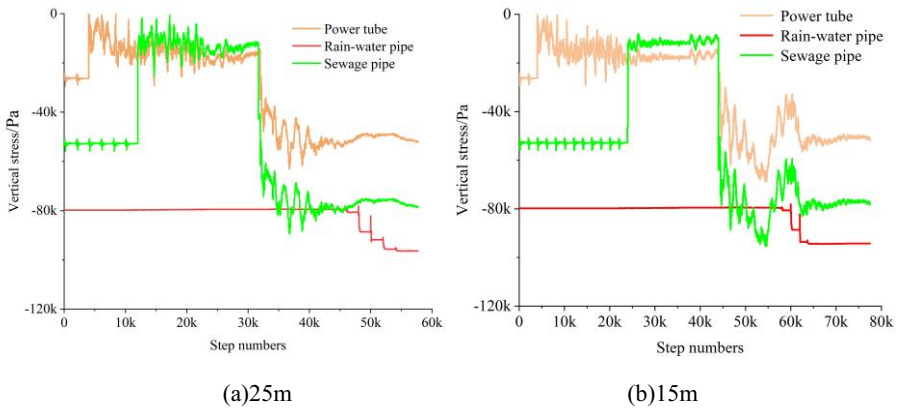 0
-40k
-80k
-120k
Vertical stress/Pa
Power tube
Rain-water pipe
Sewage pipe
0 10k 20k 30k 40k 50k 60k
Step numbers
(a)25m
0
-40k
-80k
-120k
Vertical stress/Pa
Power tube
Rain-water pipe
Sewage pipe
0 10k 20k 30k 40k 50k 60k 70k 80k
Step numbers
(b)15m